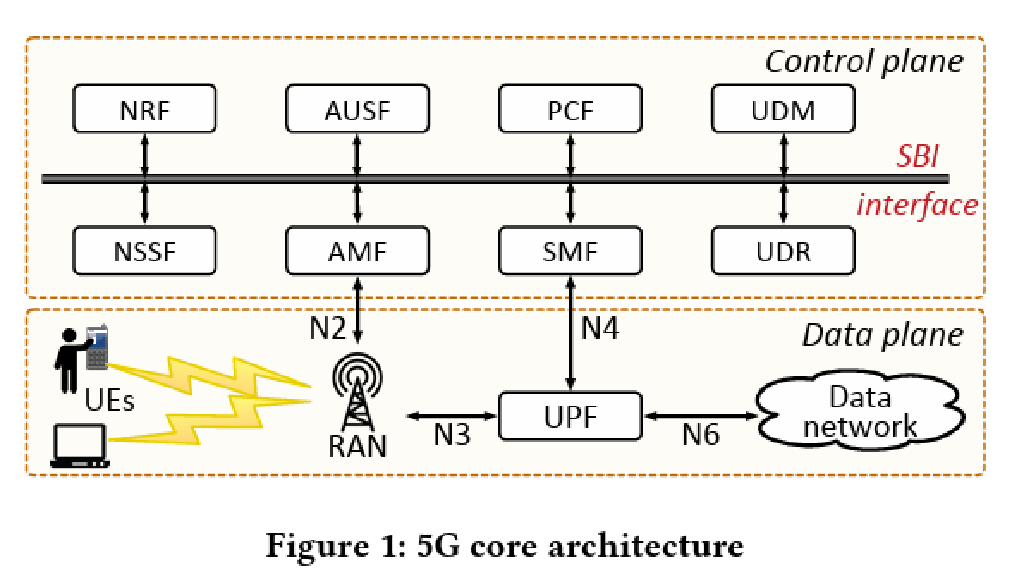 Control plane
NRF
AUSF
PCF
UDM
SBI
interface
NSSF
AMF
SMF
UDR
N2
N4
Data plane
UEs
RAN
N3
UPF
N6
Data
network
Figure 1: 5G core architecture